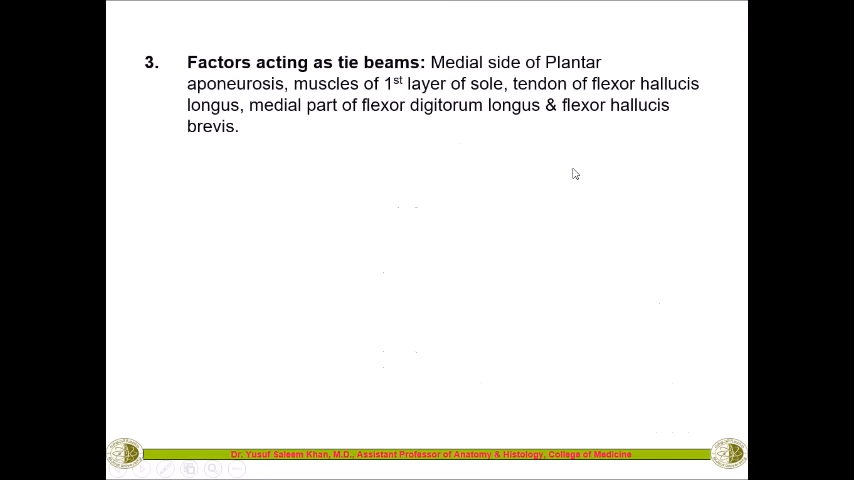 3. Factors acting as tie beams: Medial side of Plantar
aponeurosis, muscles of 1st layer of sole, tendon of flexor hallucis
longus, medial part of flexor digitorum longus & flexor hallucis
brevis.
Dr. Yusuf Saleem Khan, M.D., Assistant Professor of Anatomy & Histology, College of Medicine